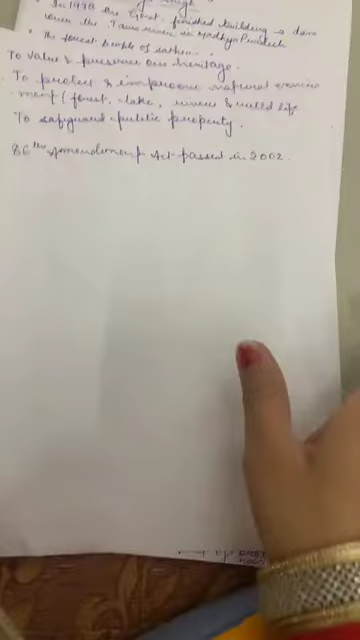 In 1978 the Govt. finished building a dam
over the Tawa river in Madhya Pradesh
The forest people of
To value & preserve our heritage.
To protect & improve natural environ
ment (forest, lake, rivers & wild life
To safeguard public property.
86th Amendment Act passed in 2002.